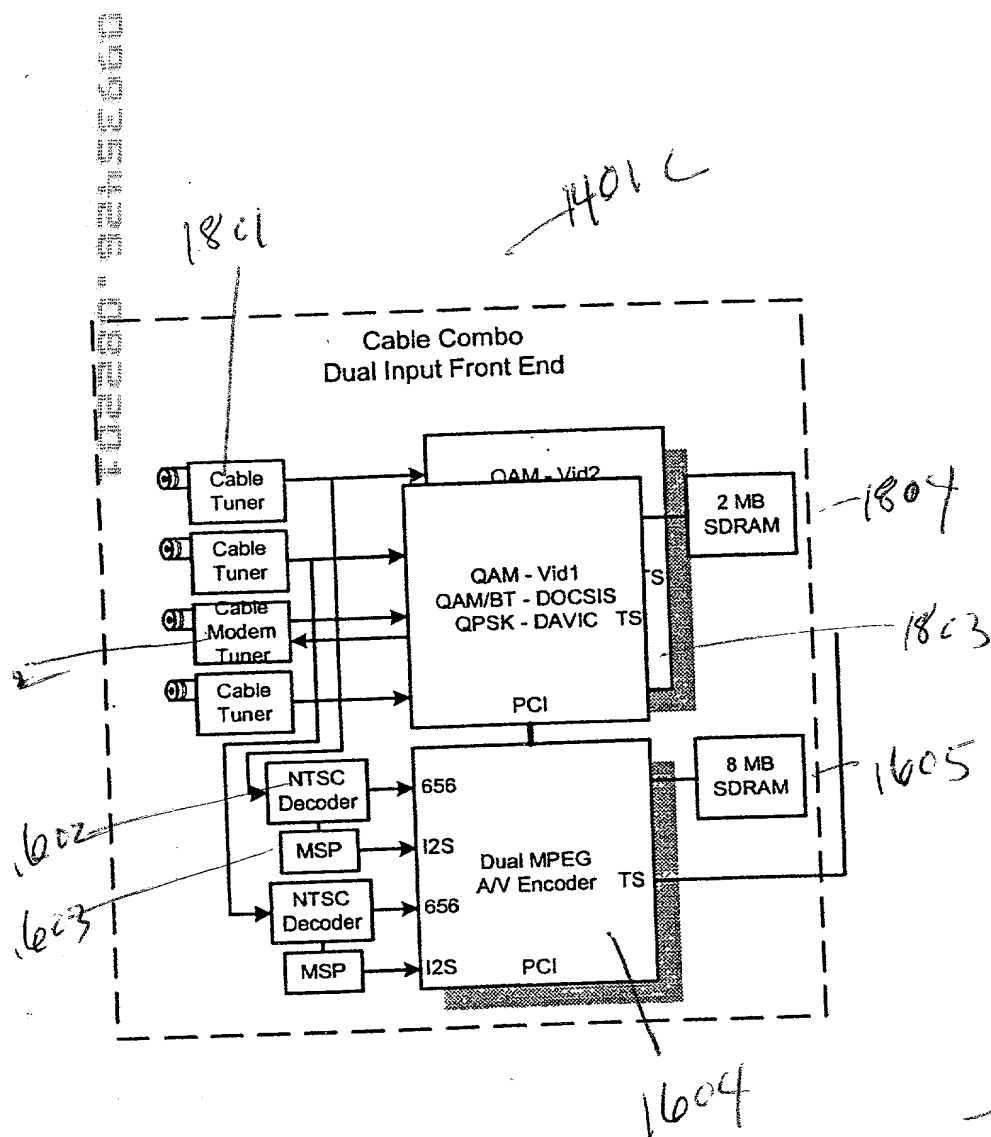 1401 C
1801
Cable Combo
Dual Input Front End
Cable
Tuner
QAM - Vid2
2 MB
SDRAM
1804
Cable
Tuner
QAM - Vid1
QAM/BT - DOCSIS
QPSK - DAVIC
TS
TS
Cable
Modem
Tuner
1803
Cable
Tuner
PCI
NTSC
Decoder
656
8 MB
SDRAM
1605
1602
MSP
I2S
Dual MPEG
A/V Encoder
TS
NTSC
Decoder
656
1603
MSP
I2S
PCI
1604